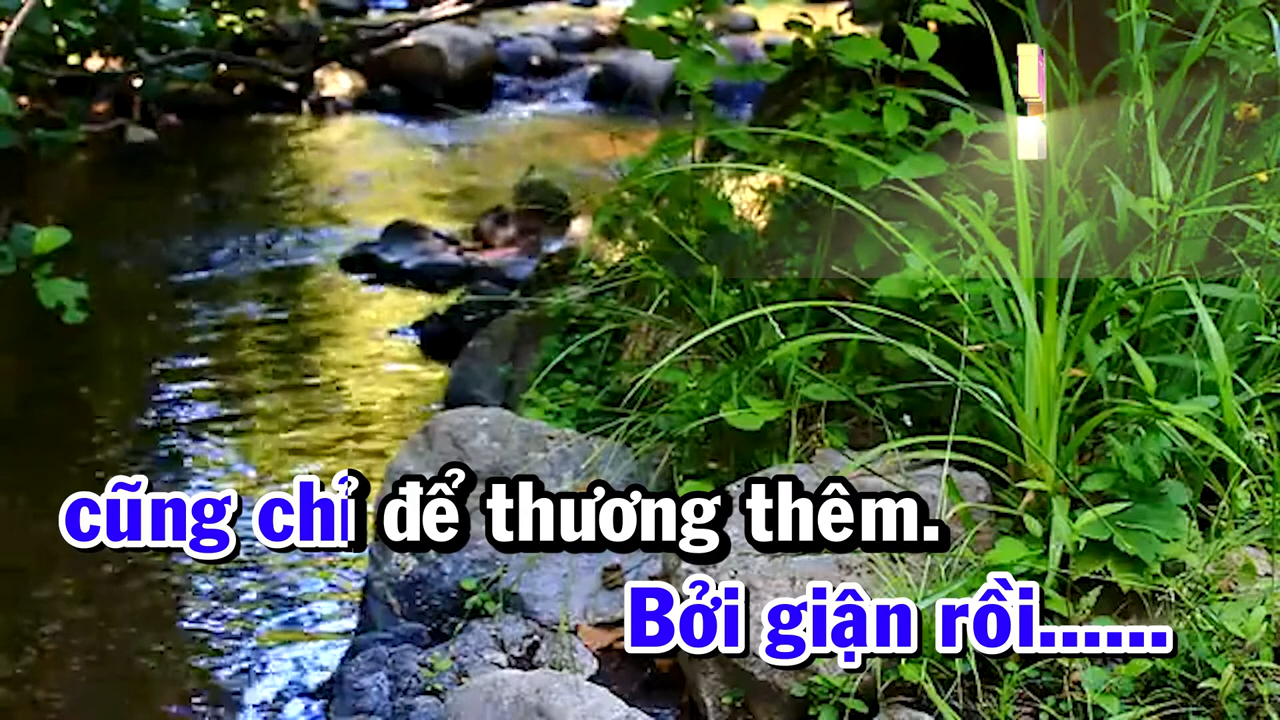 cũng chỉ để thương thêm.
Bởi giận rồi......